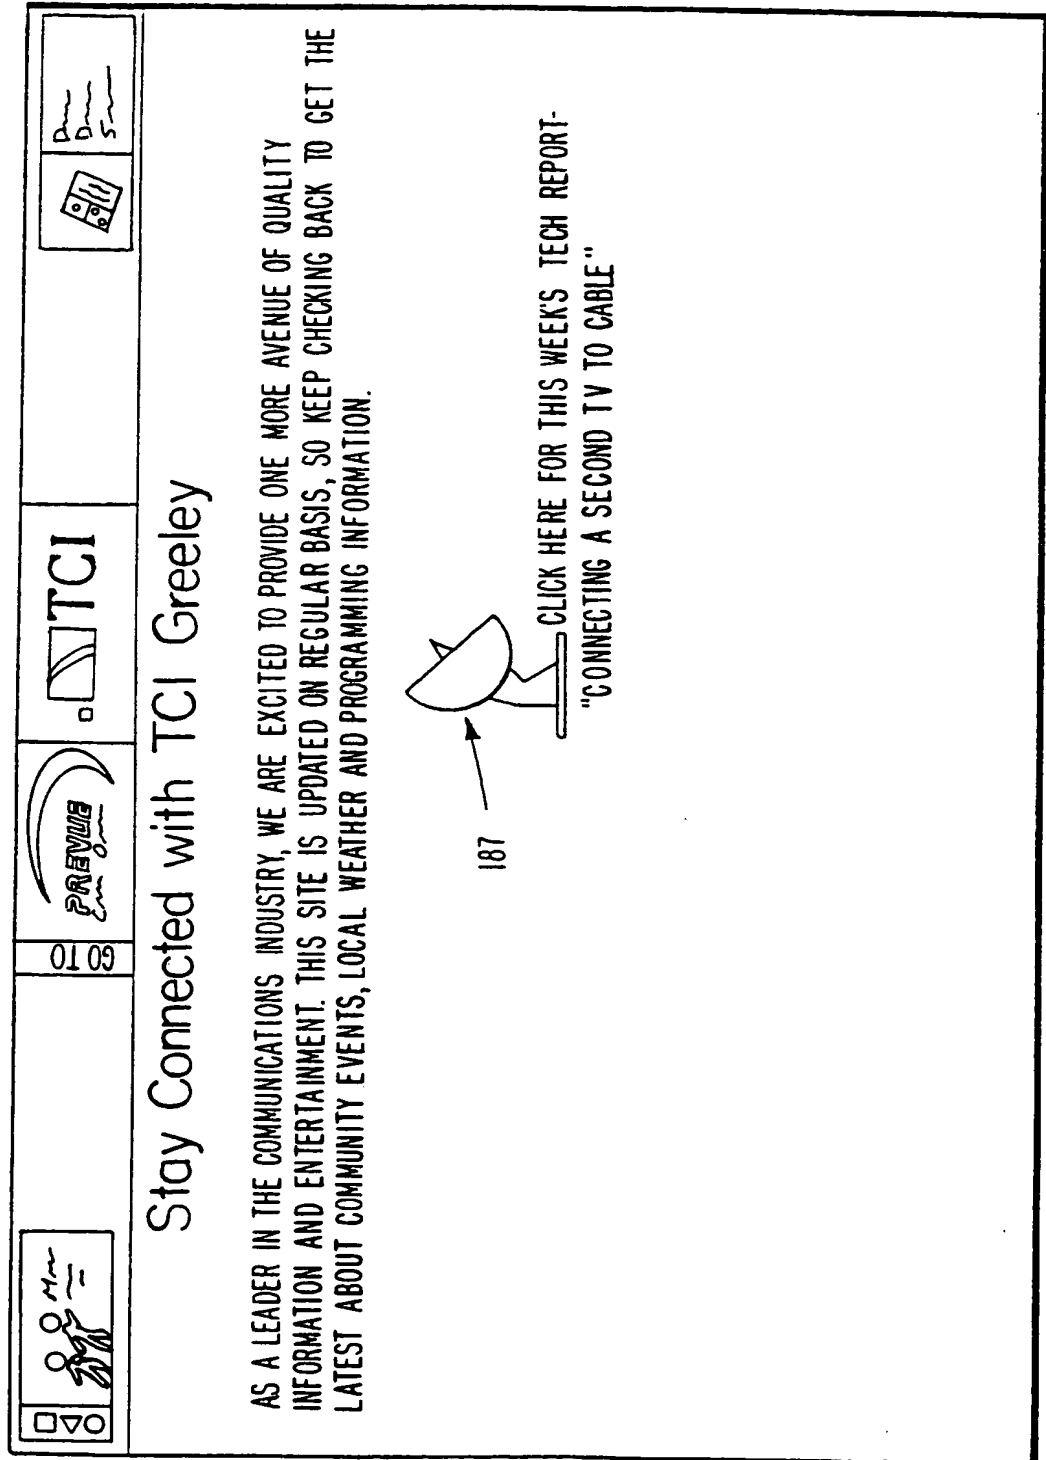 GO TO
PREVUE
TCI
Stay Connected with TCI Greeley
AS A LEADER IN THE COMMUNICATIONS INDUSTRY, WE ARE EXCITED TO PROVIDE ONE MORE AVENUE OF QUALITY
INFORMATION AND ENTERTAINMENT. THIS SITE IS UPDATED ON REGULAR BASIS, SO KEEP CHECKING BACK TO GET THE
LATEST ABOUT COMMUNITY EVENTS, LOCAL WEATHER AND PROGRAMMING INFORMATION.
187
CLICK HERE FOR THIS WEEK'S TECH REPORT-
"CONNECTING A SECOND TV TO CABLE"